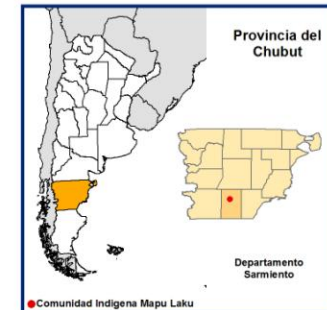 Provincia del
Chubut
Departamento
Sarmiento
Comunidad Indigena Mapu Laku